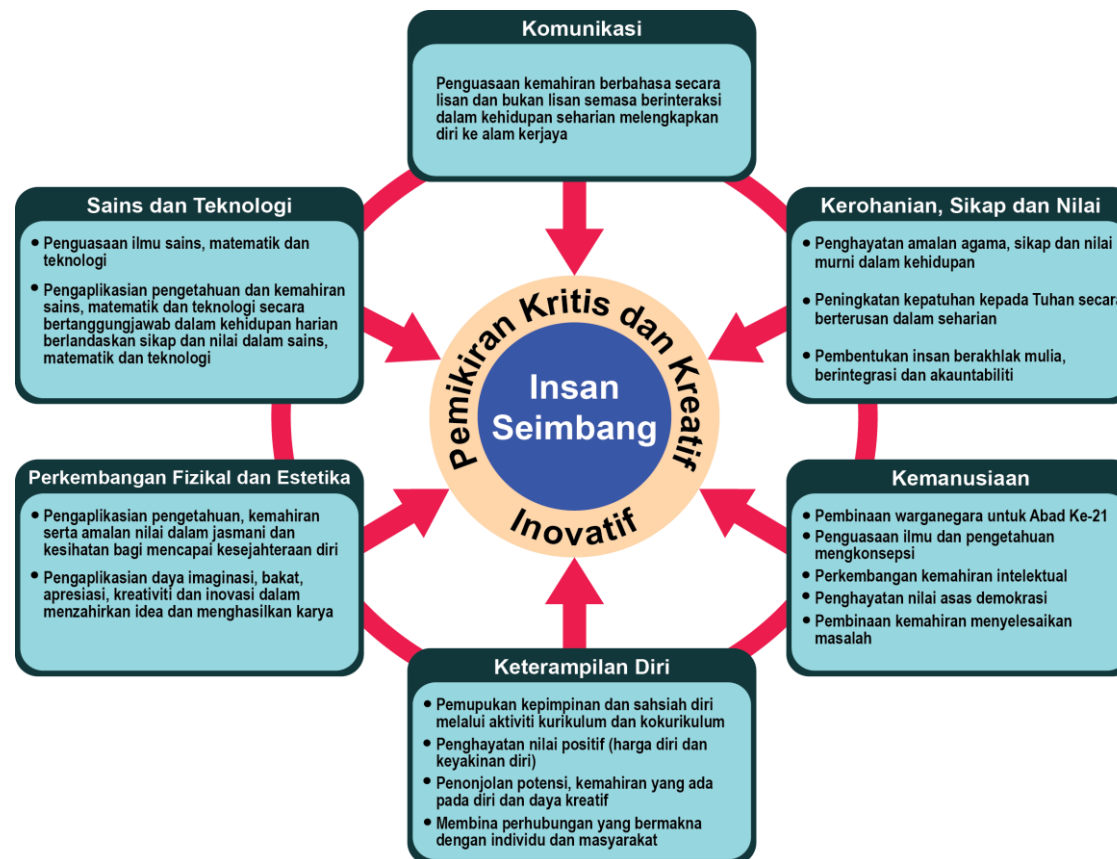 Komunikasi
Penguasaan kemahiran berbahasa secara
lisan dan bukan lisan semasa berinteraksi
dalam kehidupan seharian melengkapkan
diri ke alam kerjaya
Sains dan Teknologi
• Penguasaan ilmu sains, matematik dan
teknologi
• Pengaplikasian pengetahuan dan kemahiran
sains, matematik dan teknologi secara
bertanggungjawab dalam kehidupan harian
berlandaskan sikap dan nilai dalam sains,
matematik dan teknologi
Kerohanian, Sikap dan Nilai
• Penghayatan amalan agama, sikap dan nilai
murni dalam kehidupan
• Peningkatan kepatuhan kepada Tuhan secara
berterusan dalam seharian
• Pembentukan insan berakhlak mulia,
berintegrasi dan akauntabiliti
Pemikiran Kritis dan Kreatif
Insan
Seimbang
Inovatif
Perkembangan Fizikal dan Estetika
• Pengaplikasian pengetahuan, kemahiran
serta amalan nilai dalam jasmani dan
kesihatan bagi mencapai kesejahteraan diri
• Pengaplikasian daya imaginasi, bakat,
apresiasi, kreativiti dan inovasi dalam
menzahirkan idea dan menghasilkan karya
Kemanusiaan
• Pembinaan warganegara untuk Abad Ke-21
• Penguasaan ilmu dan pengetahuan
mengkonsepsi
• Perkembangan kemahiran intelektual
• Penghayatan nilai asas demokrasi
• Pembinaan kemahiran menyelesaikan
masalah
Keterampilan Diri
• Pemupukan kepimpinan dan sahsiah diri
melalui aktiviti kurikulum dan kokurikulum
• Penghayatan nilai positif (harga diri dan
keyakinan diri)
• Penonjolan potensi, kemahiran yang ada
pada diri dan daya kreatif
• Membina perhubungan yang bermakna
dengan individu dan masyarakat